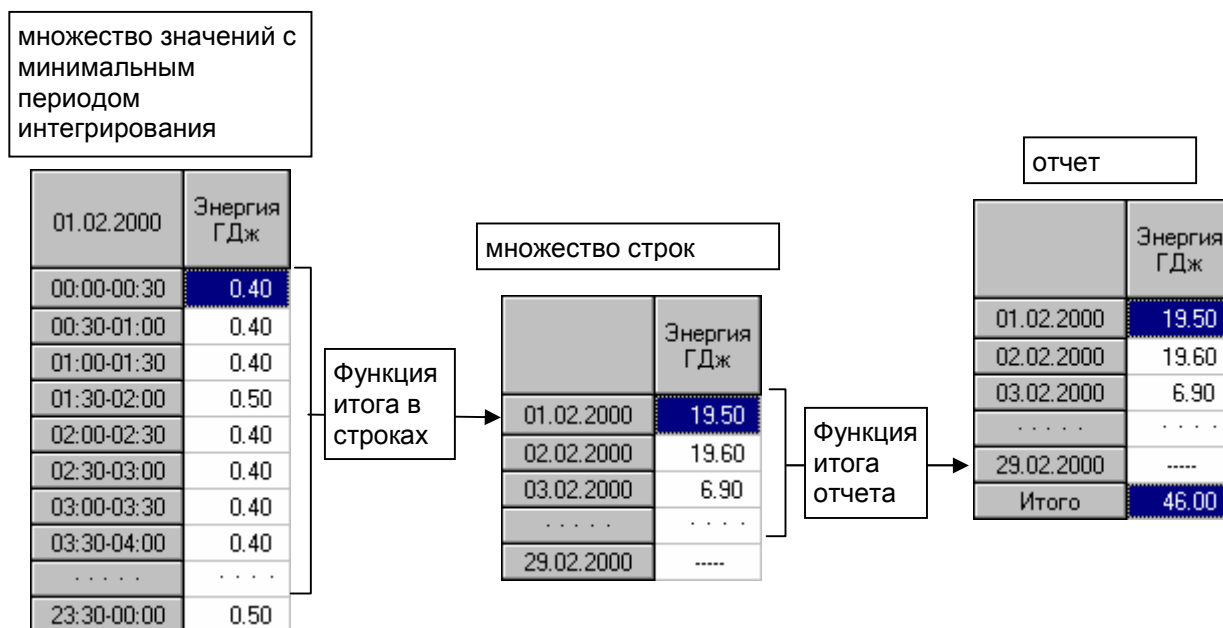 множество значений с
минимальным
периодом
интегрирования
01.02.2000 Энергия
ГДж
00:00-00:30 0.40
00:30-01:00 0.40
01:00-01:30 0.40
01:30-02:00 0.50
02:00-02:30 0.40
02:30-03:00 0.40
03:00-03:30 0.40
03:30-04:00 0.40
. . . . . . . . .
23:30-00:00 0.50
Функция
итога в
строках
множество строк
Энергия
ГДж
01.02.2000 19.50
02.02.2000 19.60
03.02.2000 6.90
. . . . . . . . .
29.02.2000 -----
Функция
итога
отчета
отчет
Энергия
ГДж
01.02.2000 19.50
02.02.2000 19.60
03.02.2000 6.90
. . . . . . . . .
29.02.2000 -----
Итого 46.00